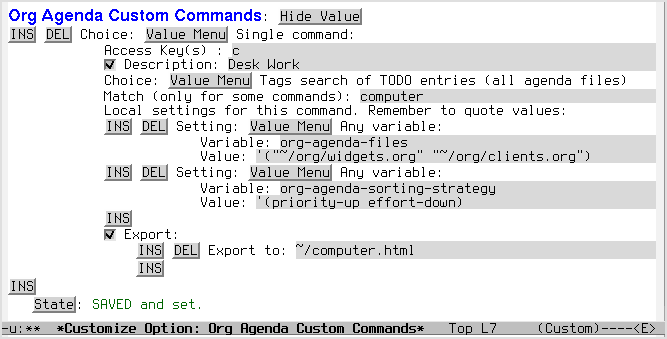 Org Agenda Custom Commands: Hide Value
INS DEL Choice: Value Menu Single command:
Access Key(s) : c
Description: Desk Work
Choice: Value Menu Tags search of TODO entries (all agenda files)
Match (only for some commands): computer
Local settings for this command. Remember to quote values:
INS DEL Setting: Value Menu Any variable:
Variable: org-agenda-files
Value: '("~/org/widgets.org" "~/org/clients.org")
INS DEL Setting: Value Menu Any variable:
Variable: org-agenda-sorting-strategy
Value: '(priority-up effort-down)
INS
Export:
INS DEL Export to: ~/computer.html
INS
INS
State: SAVED and set.
-u:** *Customize Option: Org Agenda Custom Commands* Top L7 (Custom)----<E>